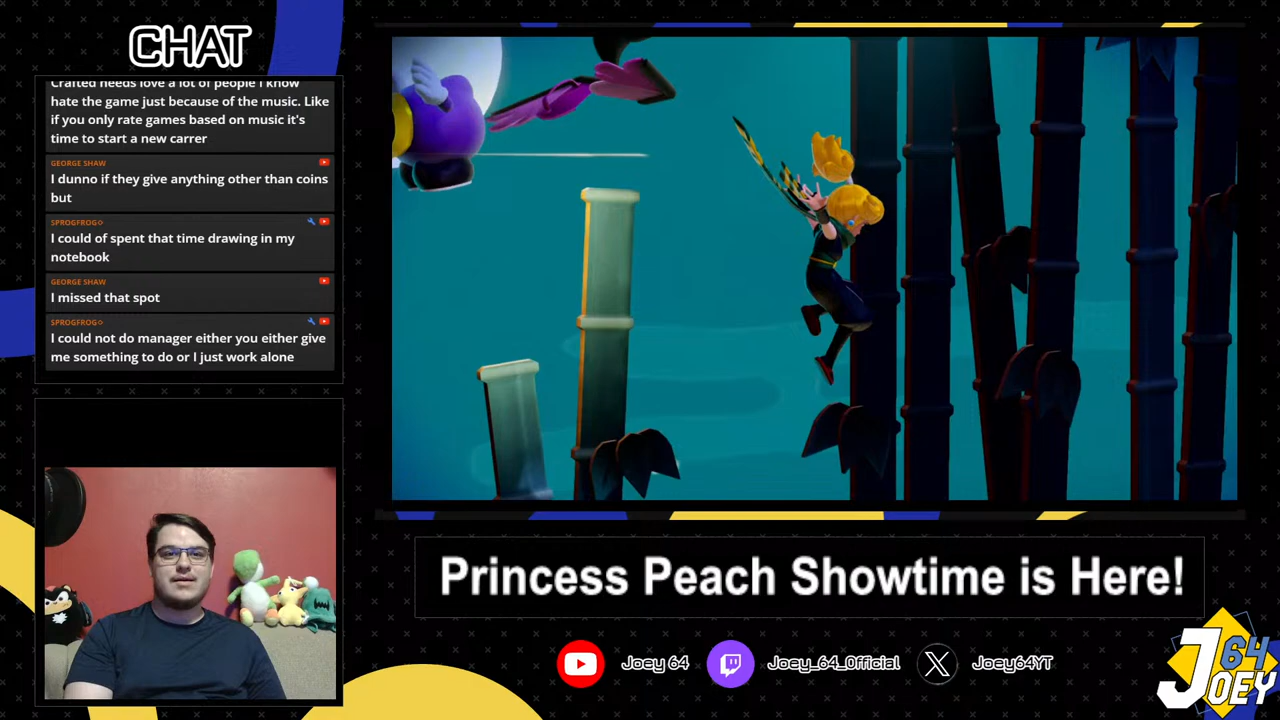 CHAT
Crafted needs love a lot of people I know
hate the game just because of the music. Like
if you only rate games based on music it's
time to start a new carrer
GEORGE SHAW
I dunno if they give anything other than coins
but
SPROGFROG
I could of spent that time drawing in my
notebook
GEORGE SHAW
I missed that spot
SPROGFROG
I could not do manager either you either give
me something to do or I just work alone
Princess Peach Showtime is Here!
Joey 64
Joey_64_Official
Joey64YT
64
JOEY